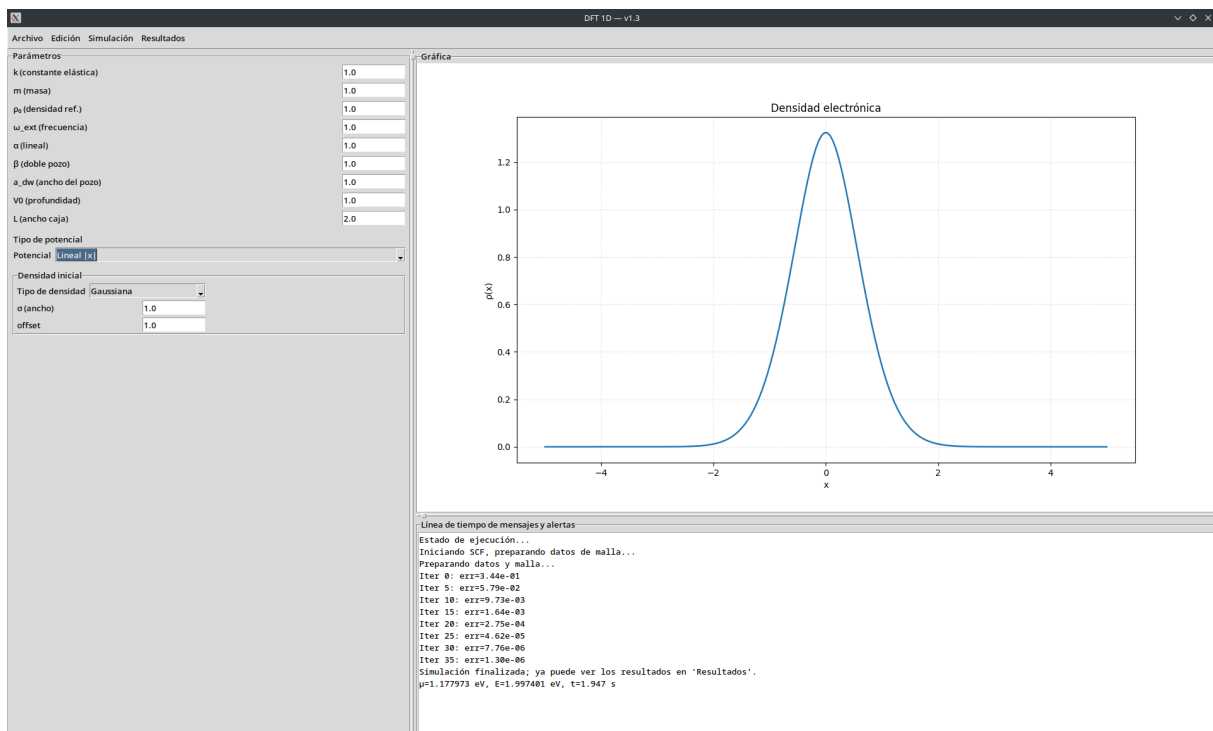 DFT 1D — v1.3
Archivo Edición Simulación Resultados
Parámetros
k (constante elástica) 1.0
m (masa) 1.0
ρ₀ (densidad ref.) 1.0
ω_ext (frecuencia) 1.0
α (lineal) 1.0
β (doble pozo) 1.0
a_dw (ancho del pozo) 1.0
V0 (profundidad) 1.0
L (ancho caja) 2.0
Tipo de potencial
Potencial Lineal |x|
Densidad inicial
Tipo de densidad Gaussiana
σ (ancho) 1.0
offset 1.0
Gráfica
Densidad electrónica
1.2
1.0
0.8
0.6
0.4
0.2
0.0
ρ(x)
−4 −2 0 2 4
x
Línea de tiempo de mensajes y alertas
Estado de ejecución...
Iniciando SCF, preparando datos de malla...
Preparando datos y malla...
Iter 0: err=3.44e-01
Iter 5: err=5.79e-02
Iter 10: err=9.73e-03
Iter 15: err=1.64e-03
Iter 20: err=2.75e-04
Iter 25: err=4.62e-05
Iter 30: err=7.76e-06
Iter 35: err=1.30e-06
Simulación finalizada; ya puede ver los resultados en 'Resultados'.
μ=1.177973 eV, E=1.997401 eV, t=1.947 s